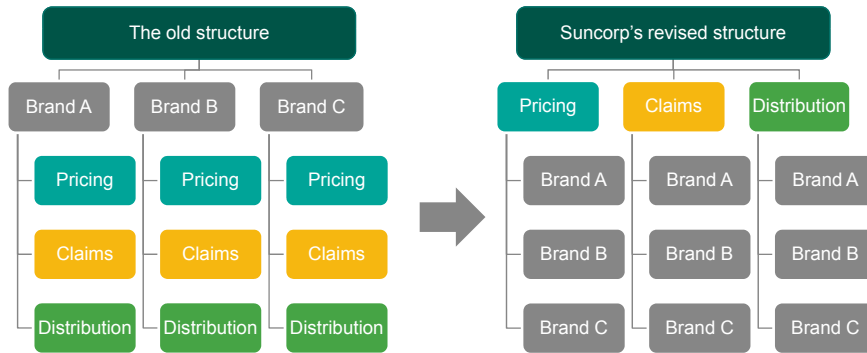 The old structure
Brand A
Brand B
Brand C
Pricing
Pricing
Pricing
Claims
Claims
Claims
Distribution
Distribution
Distribution
Suncorp's revised structure
Pricing
Claims
Distribution
Brand A
Brand A
Brand A
Brand B
Brand B
Brand B
Brand C
Brand C
Brand C